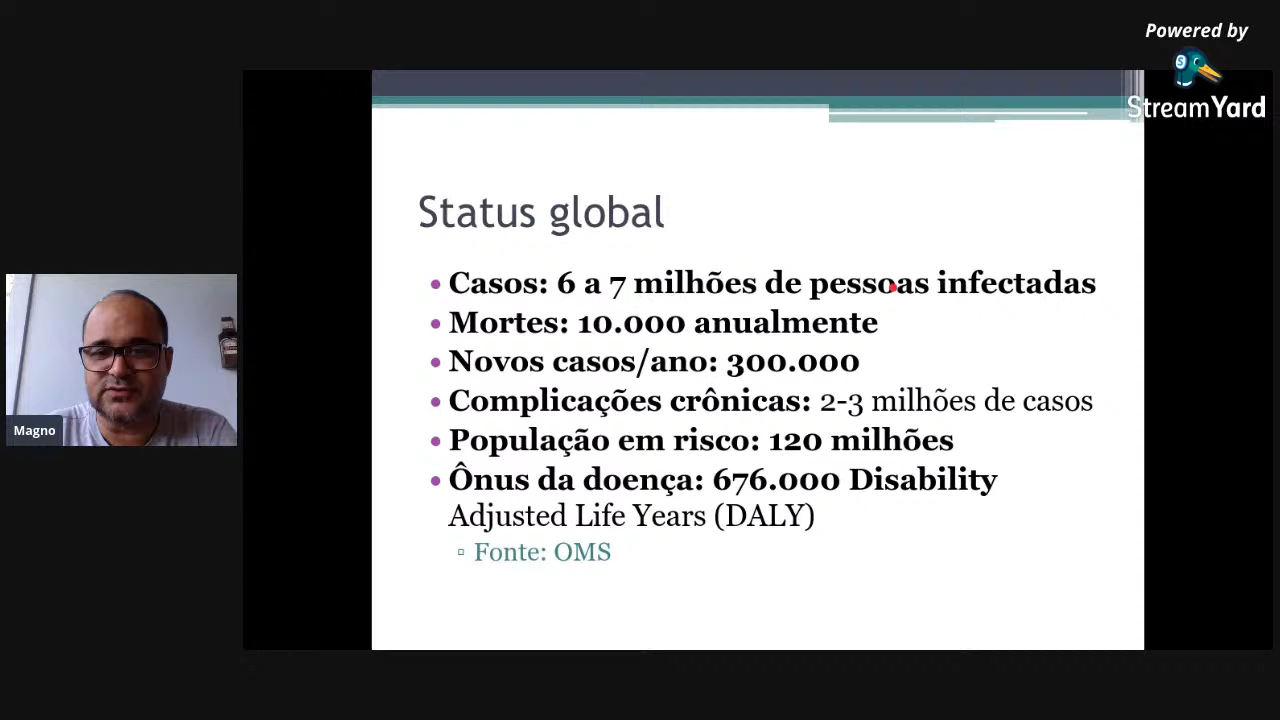 Powered by
StreamYard
Status global
Casos: 6 a 7 milhões de pessoas infectadas
Mortes: 10.000 anualmente
Novos casos/ano: 300.000
Complicações crônicas: 2-3 milhões de casos
População em risco: 120 milhões
Ônus da doença: 676.000 Disability
Adjusted Life Years (DALY)
Fonte: OMS
Magno